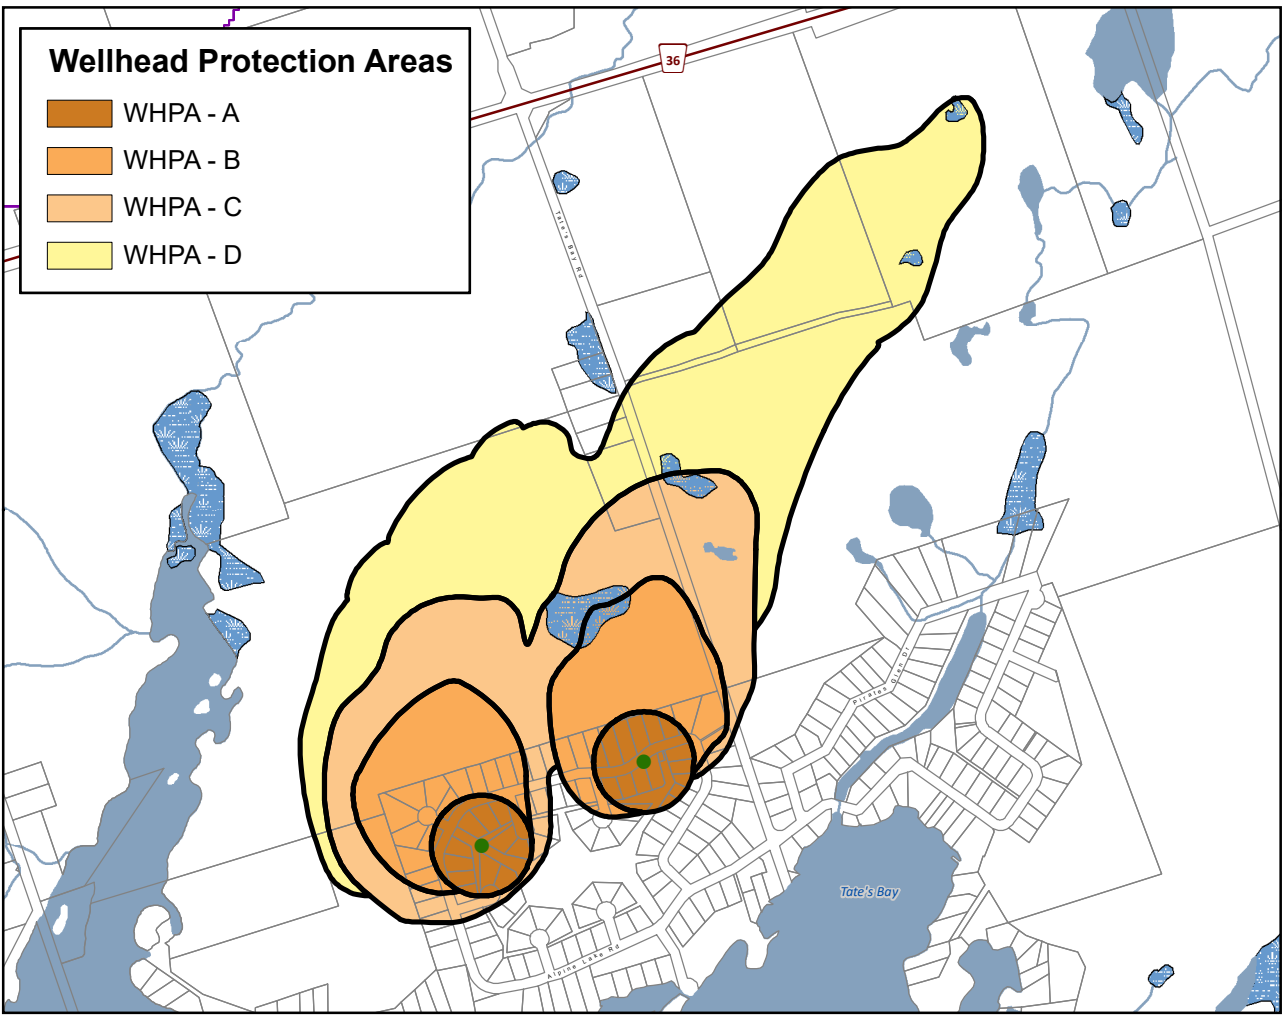 Wellhead Protection Areas
WHPA - A
WHPA - B
WHPA - C
WHPA - D
36
Tate's Bay Rd
Pirates Glen Dr
Tate's Bay
Alpine Lake Rd